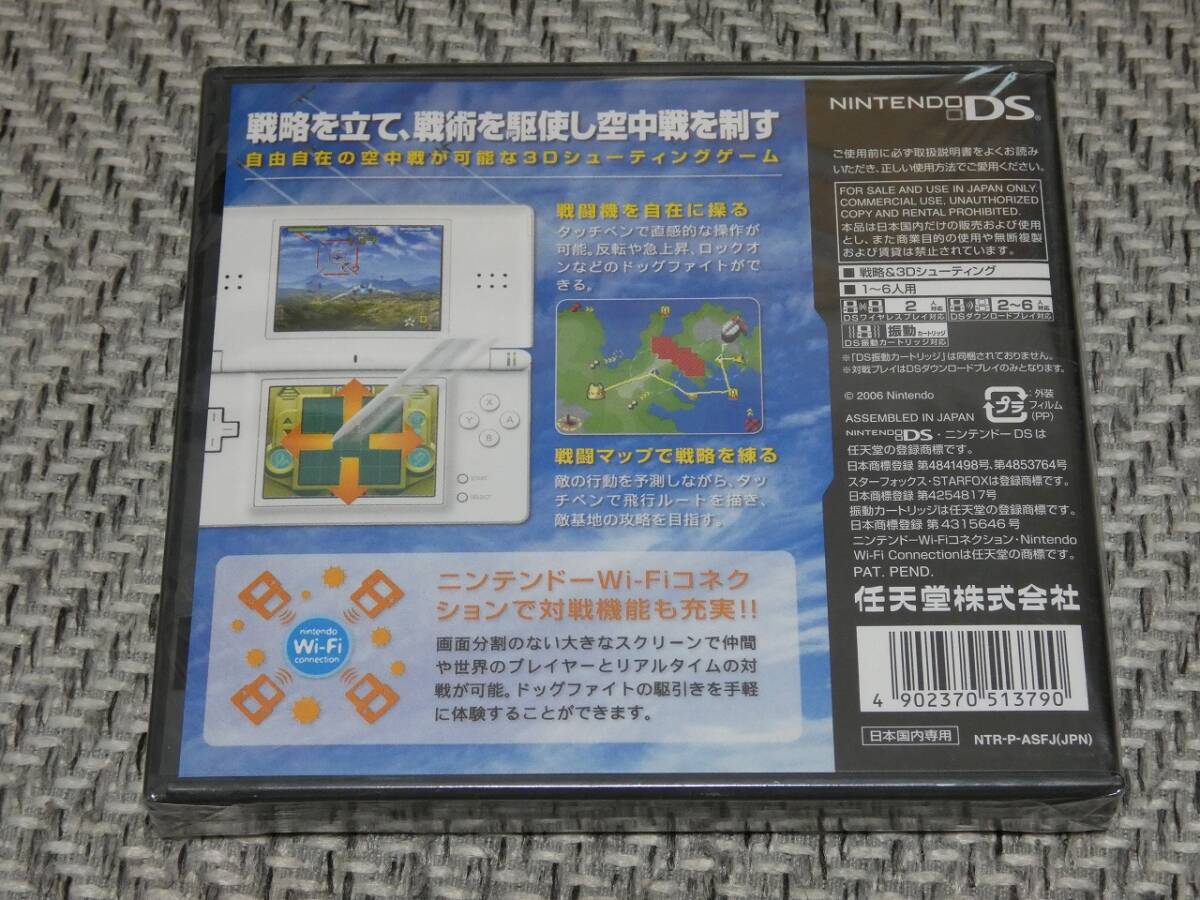 戦略を立て、戦術を駆使し空中戦を制す
自由自在の空中戦が可能な3Dシューティングゲーム
戦闘機を自在に操る
タッチペンで直感的な操作が
可能。反転や急上昇、ロックオ
ンなどのドッグファイトがで
きる。
戦闘マップで戦略を練る
敵の行動を予測しながら、タッ
チペンで飛行ルートを描き、
敵基地の攻略を目指す。
X
Y
A
B
START
SELECT
ニンテンドーWi-Fiコネク
ションで対戦機能も充実!!
nintendo
Wi-Fi
connection
画面分割のない大きなスクリーンで仲間
や世界のプレイヤーとリアルタイムの対
戦が可能。ドッグファイトの駆引きを手軽
に体験することができます。
NINTENDO DS
ご使用前に必ず取扱説明書をよくお読み
いただき、正しい使用方法でご愛用ください。
FOR SALE AND USE IN JAPAN ONLY.
COMMERCIAL USE, UNAUTHORIZED
COPY AND RENTAL PROHIBITED.
本品は日本国内だけの販売および使用
とし、また商業目的の使用や無断複製
および賃貸は禁止されています。
■ 戦略&3Dシューティング
■ 1〜6人用
2人対応 2〜6人対応
DSワイヤレスプレイ対応 DSダウンロードプレイ対応
振動カートリッジ
DS振動カートリッジ対応
※「DS振動カートリッジ」は同梱されておりません。
※対戦プレイはDSダウンロードプレイのみとなります。
© 2006 Nintendo
ASSEMBLED IN JAPAN
プラ
:外装
フィルム
(PP)
NINTENDO DS・ニンテンドーDSは
任天堂の登録商標です。
日本商標登録 第4841498号、第4853764号
スターフォックス・STARFOXは登録商標です。
日本商標登録 第4254817号
振動カートリッジは任天堂の登録商標です。
日本商標登録 第4315646号
ニンテンドーWi-Fiコネクション・Nintendo
Wi-Fi Connectionは任天堂の商標です。
PAT. PEND.
任天堂株式会社
4 902370 513790
日本国内専用
NTR-P-ASFJ(JPN)